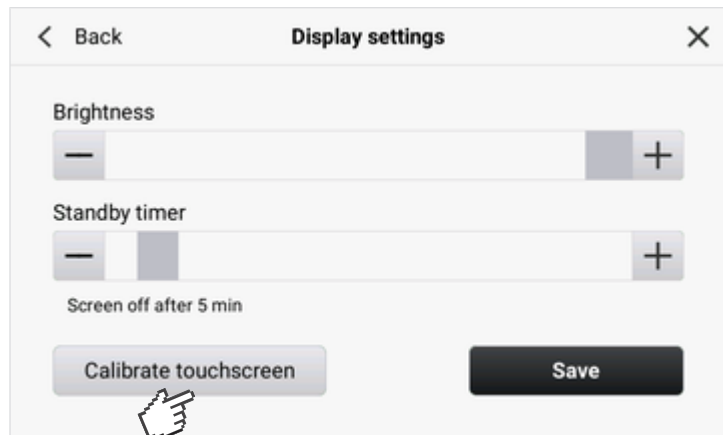 Back Display settings
Brightness
Standby timer
Screen off after 5 min
Calibrate touchscreen Save